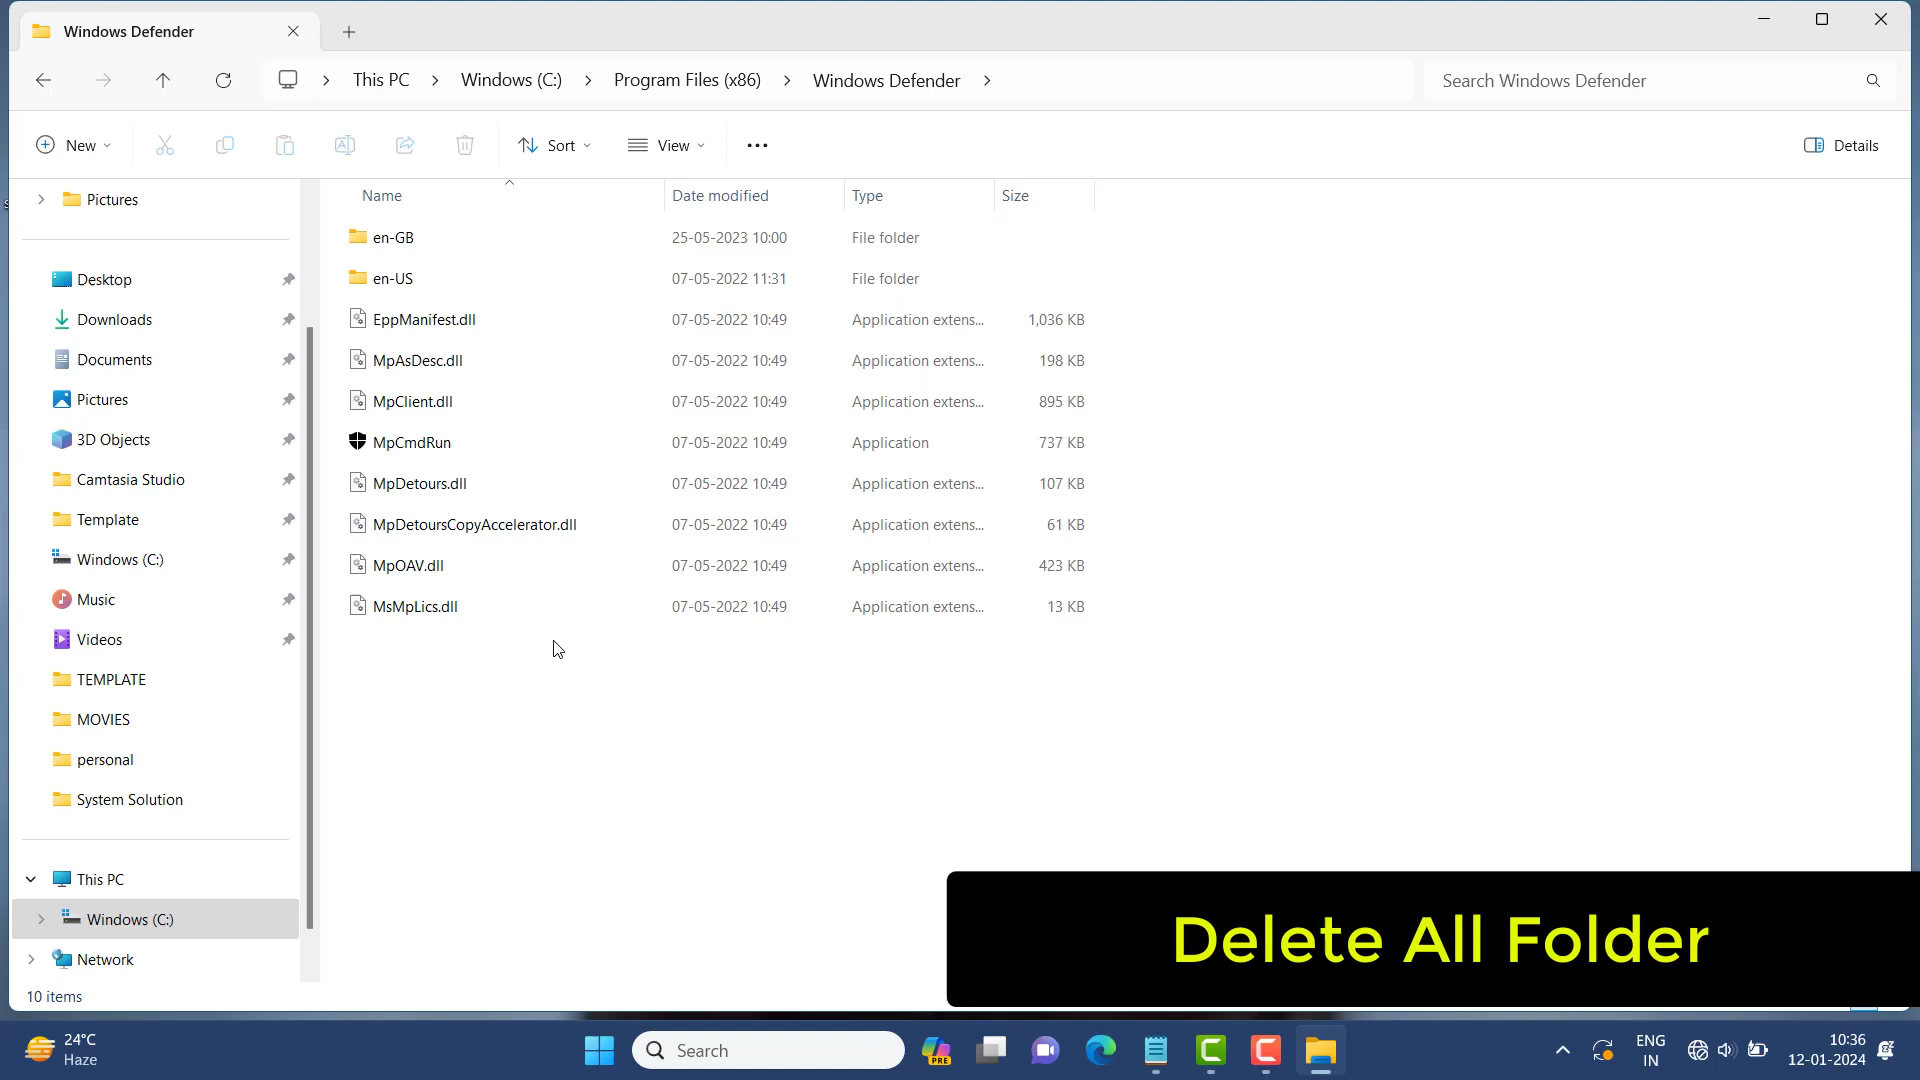 Windows Defender
This PC
Windows (C:)
Program Files (x86)
Windows Defender
Search Windows Defender
New
Sort
View
Details
Pictures
Desktop
Downloads
Documents
Pictures
3D Objects
Camtasia Studio
Template
Windows (C:)
Music
Videos
TEMPLATE
MOVIES
personal
System Solution
This PC
Windows (C:)
Network
10 items
Name Date modified Type Size
en-GB 25-05-2023 10:00 File folder
en-US 07-05-2022 11:31 File folder
EppManifest.dll 07-05-2022 10:49 Application extens... 1,036 KB
MpAsDesc.dll 07-05-2022 10:49 Application extens... 198 KB
MpClient.dll 07-05-2022 10:49 Application extens... 895 KB
MpCmdRun 07-05-2022 10:49 Application 737 KB
MpDetours.dll 07-05-2022 10:49 Application extens... 107 KB
MpDetoursCopyAccelerator.dll 07-05-2022 10:49 Application extens... 61 KB
MpOAV.dll 07-05-2022 10:49 Application extens... 423 KB
MsMpLics.dll 07-05-2022 10:49 Application extens... 13 KB
Delete All Folder
24°C
Haze
Search
PRE
ENG
IN
10:36
12-01-2024